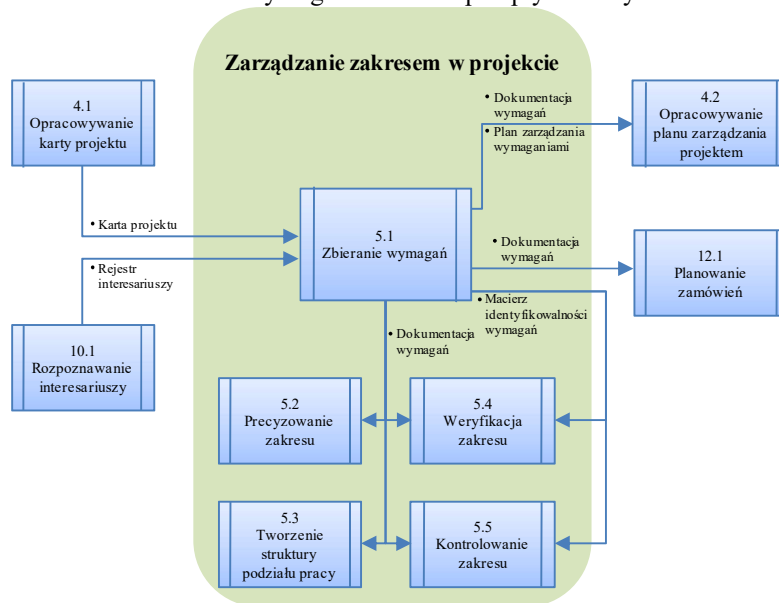 Zarządzanie zakresem w projekcie
4.1
Opracowywanie
karty projektu
• Dokumentacja
wymagań
• Plan zarządzania
wymaganiami
4.2
Opracowywanie
planu zarządzania
projektem
• Karta projektu
5.1
Zbieranie wymagań
• Dokumentacja
wymagań
12.1
Planowanie
zamówień
• Rejestr
interesariuszy
• Macierz
identyfikowalności
wymagań
• Dokumentacja
wymagań
10.1
Rozpoznawanie
interesariuszy
5.2
Precyzowanie
zakresu
5.4
Weryfikacja
zakresu
5.3
Tworzenie
struktury
podziału pracy
5.5
Kontrolowanie
zakresu